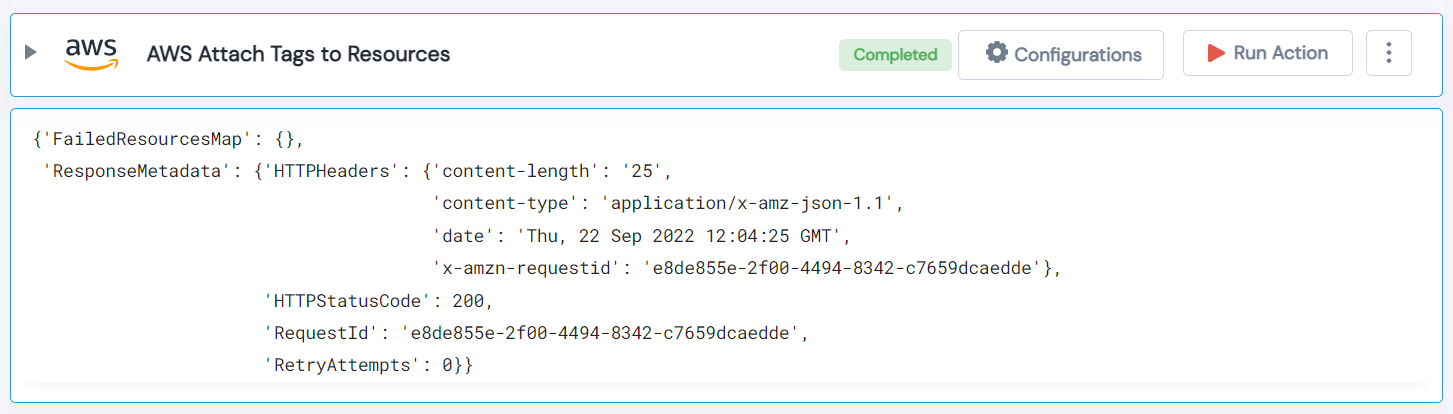 aws AWS Attach Tags to Resources Completed Configurations Run Action
{'FailedResourcesMap': {},
 'ResponseMetadata': {'HTTPHeaders': {'content-length': '25',
                                      'content-type': 'application/x-amz-json-1.1',
                                      'date': 'Thu, 22 Sep 2022 12:04:25 GMT',
                                      'x-amzn-requestid': 'e8de855e-2f00-4494-8342-c7659dcaedde'},
                      'HTTPStatusCode': 200,
                      'RequestId': 'e8de855e-2f00-4494-8342-c7659dcaedde',
                      'RetryAttempts': 0}}